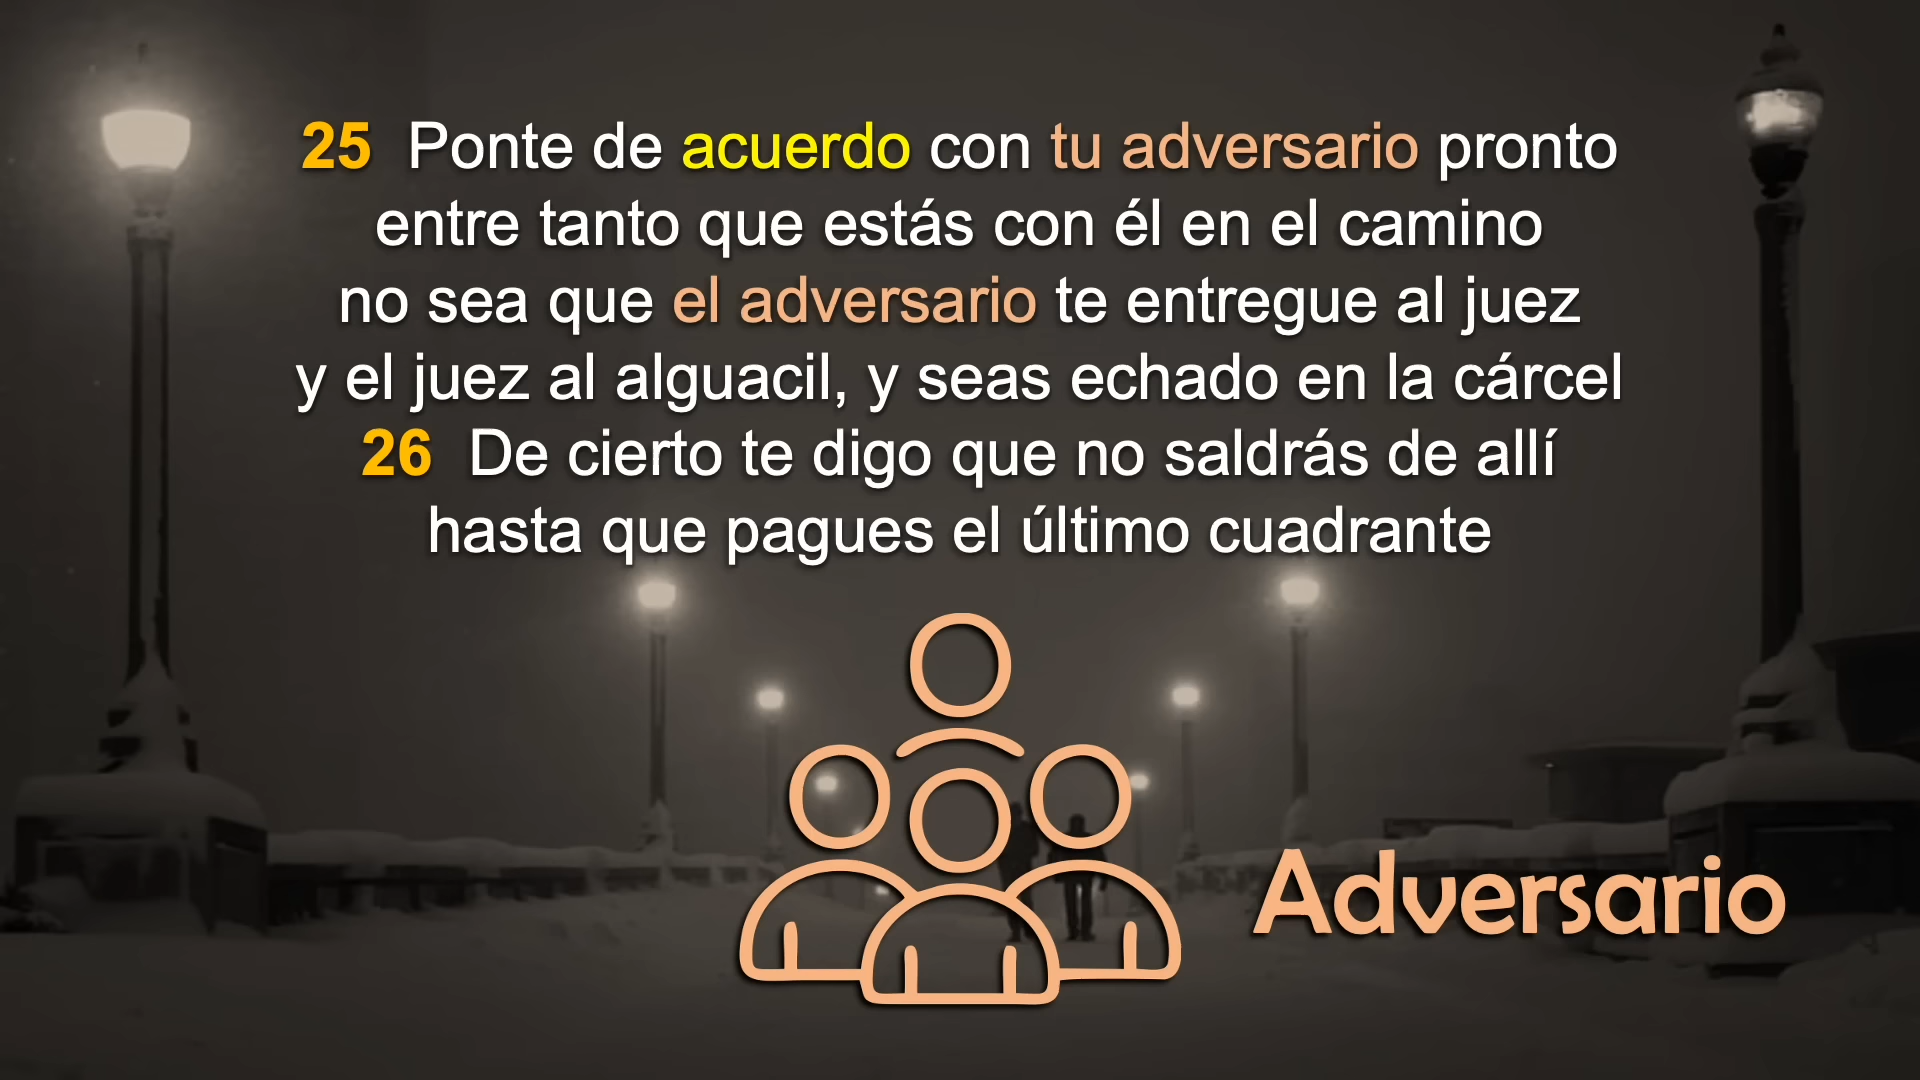 25 Ponte de acuerdo con tu adversario pronto
entre tanto que estás con él en el camino
no sea que el adversario te entregue al juez
y el juez al alguacil, y seas echado en la cárcel
26 De cierto te digo que no saldrás de allí
hasta que pagues el último cuadrante
Adversario